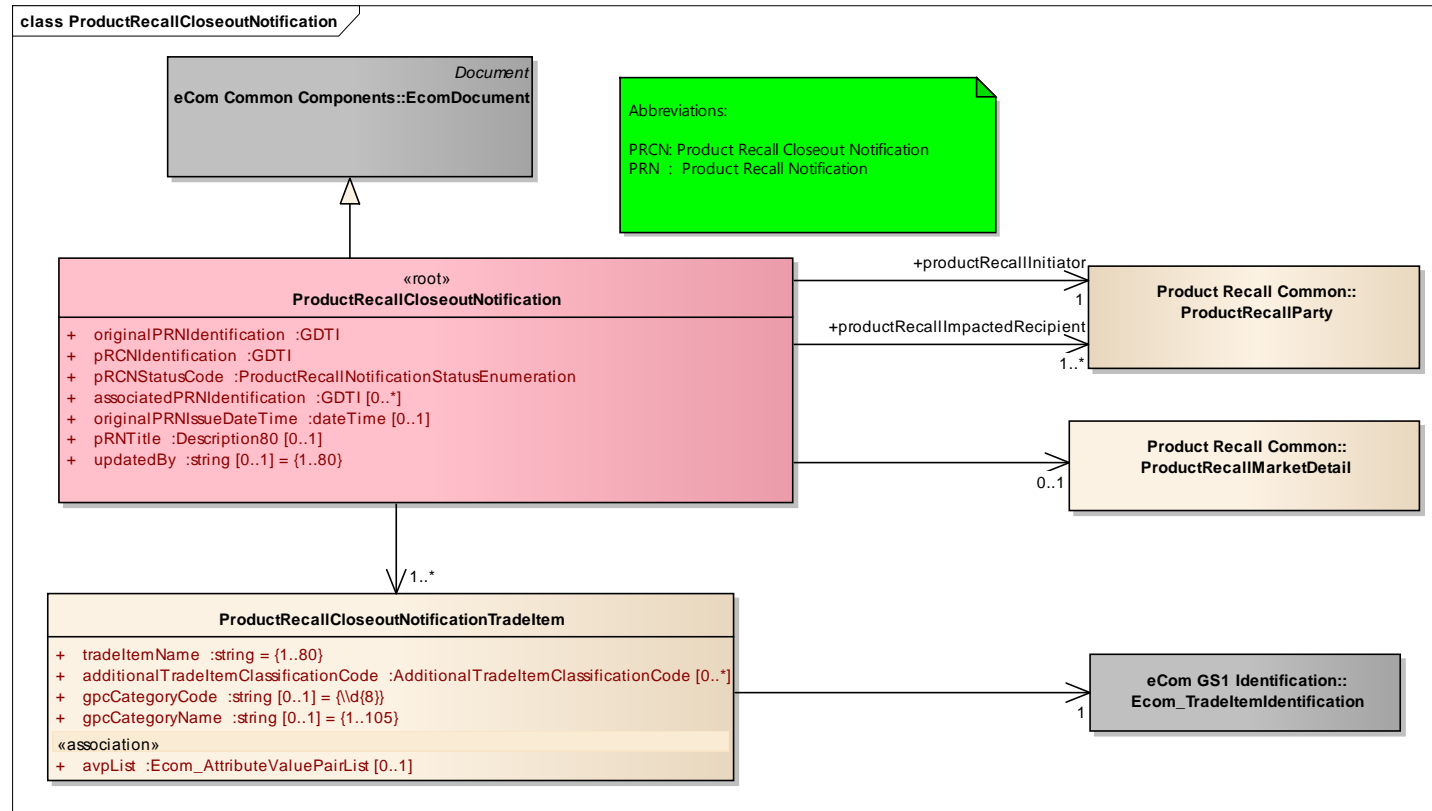 class ProductRecallCloseoutNotification
Document
eCom Common Components::EcomDocument
Abbreviations:
PRCN: Product Recall Closeout Notification
PRN : Product Recall Notification
«root»
ProductRecallCloseoutNotification
+ originalPRNIdentification :GDTI
+ pRCNIdentification :GDTI
+ pRCNStatusCode :ProductRecallNotificationStatusEnumeration
+ associatedPRNIdentification :GDTI [0..*]
+ originalPRNIssueDateTime :dateTime [0..1]
+ pRNTitle :Description80 [0..1]
+ updatedBy :string [0..1] = {1..80}
+productRecallInitiator
1
+productRecallImpactedRecipient
1..*
Product Recall Common::
ProductRecallParty
0..1
Product Recall Common::
ProductRecallMarketDetail
1..*
ProductRecallCloseoutNotificationTradeItem
+ tradeItemName :string = {1..80}
+ additionalTradeItemClassificationCode :AdditionalTradeItemClassificationCode [0..*]
+ gpcCategoryCode :string [0..1] = {\\d{8}}
+ gpcCategoryName :string [0..1] = {1..105}
«association»
+ avpList :Ecom_AttributeValuePairList [0..1]
1
eCom GS1 Identification::
Ecom_TradeItemIdentification